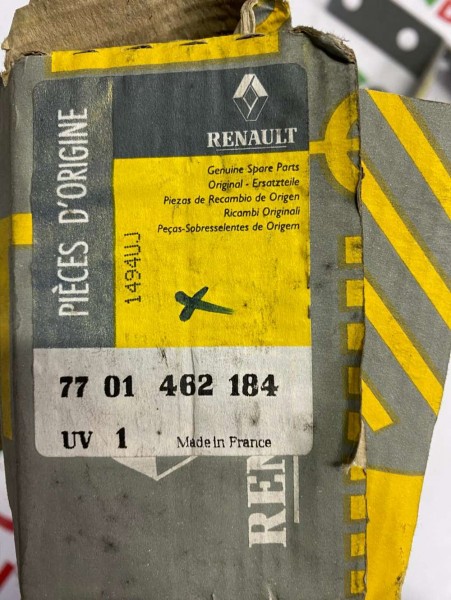 PIÈCES D'ORIGINE
RENAULT
Genuine Spare Parts
Original - Ersatzteile
Piezas de Recambio de Origen
Ricambi Originali
Peças-Sobresselentes de Origem
1494UJ
77 01 462 184
UV 1 Made in France
REN